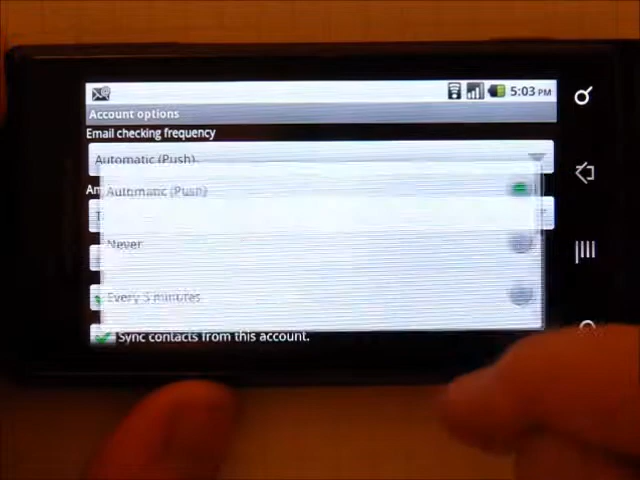 5:03 PM
Account options
Email checking frequency
Automatic (Push)
Am
Automatic (Push)
T
Never
Every 5 minutes
Sync contacts from this account.